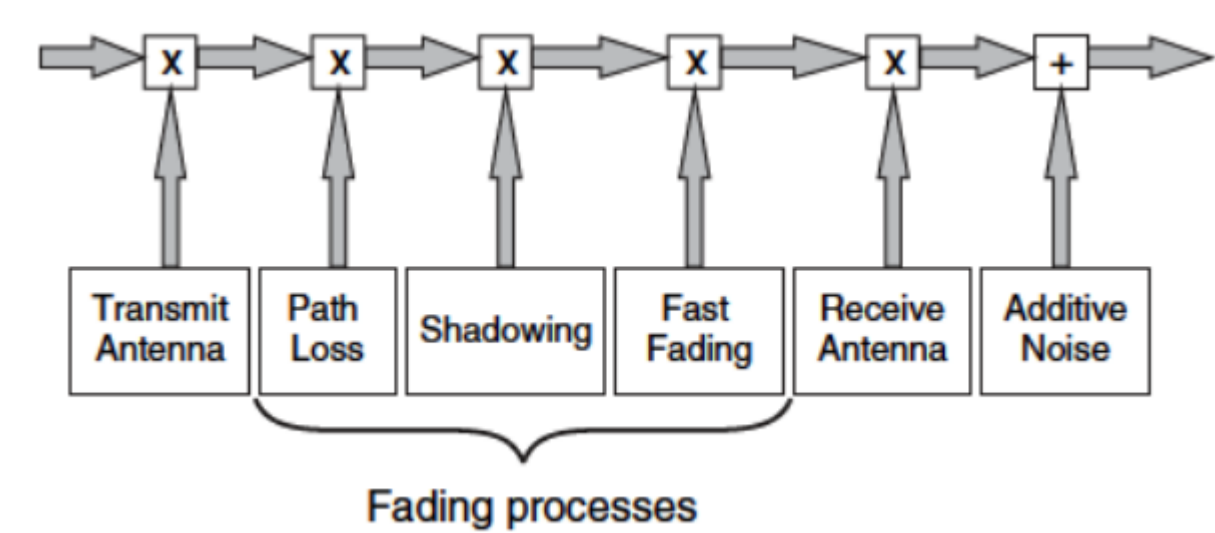 X X X X X +
Transmit Antenna
Path Loss
Shadowing
Fast Fading
Receive Antenna
Additive Noise
Fading processes